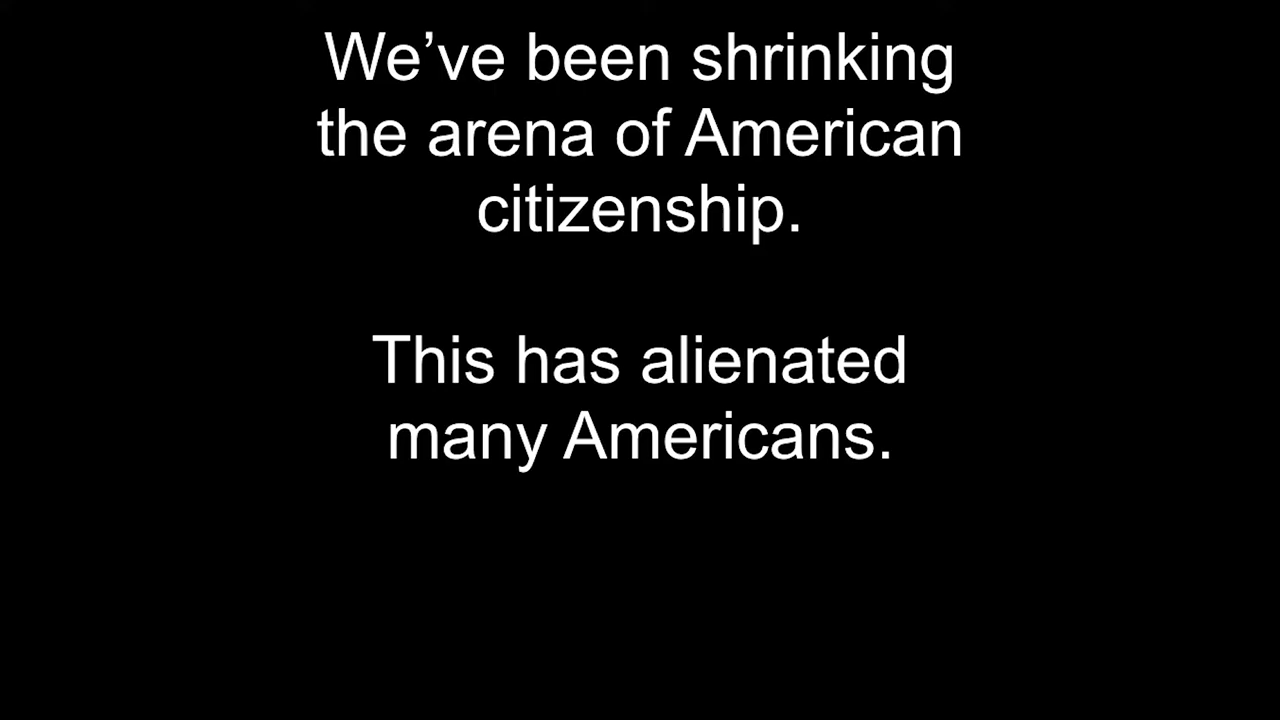 We’ve been shrinking
the arena of American
citizenship.
This has alienated
many Americans.